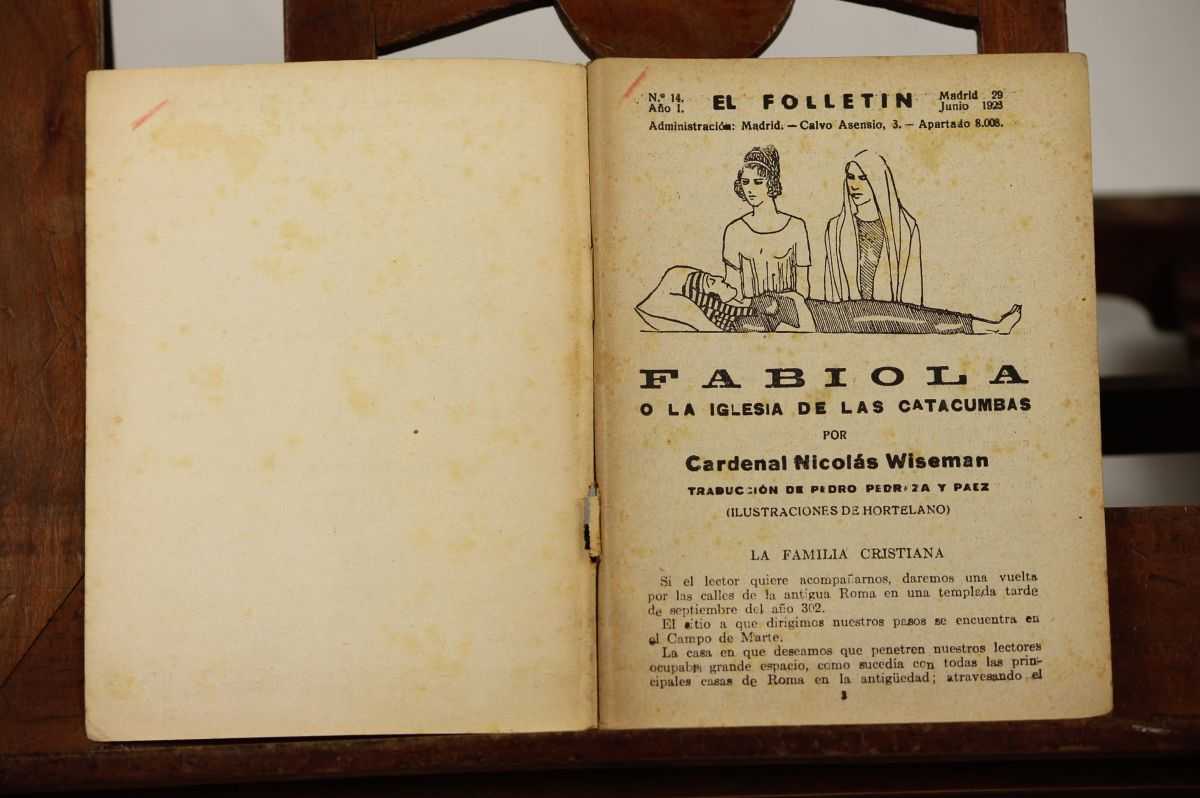 N.º 14.
Año I.
EL FOLLETIN
Madrid 29
Junio 1923
Administración: Madrid. — Calvo Asensio, 3. — Apartado 8.008.
FABIOLA
O LA IGLESIA DE LAS CATACUMBAS
POR
Cardenal Nicolás Wiseman
TRADUCCIÓN DE PEDRO PEDRAZA Y PAEZ
(ILUSTRACIONES DE HORTELANO)
LA FAMILIA CRISTIANA
Si el lector quiere acompañarnos, daremos una vuelta
por las calles de la antigua Roma en una templada tarde
de septiembre del año 302.
El sitio a que dirigimos nuestros pasos se encuentra en
el Campo de Marte.
La casa en que deseamos que penetren nuestros lectores
ocupaba grande espacio, como sucedía con todas las prin-
cipales casas de Roma en la antigüedad; atravesando el
3